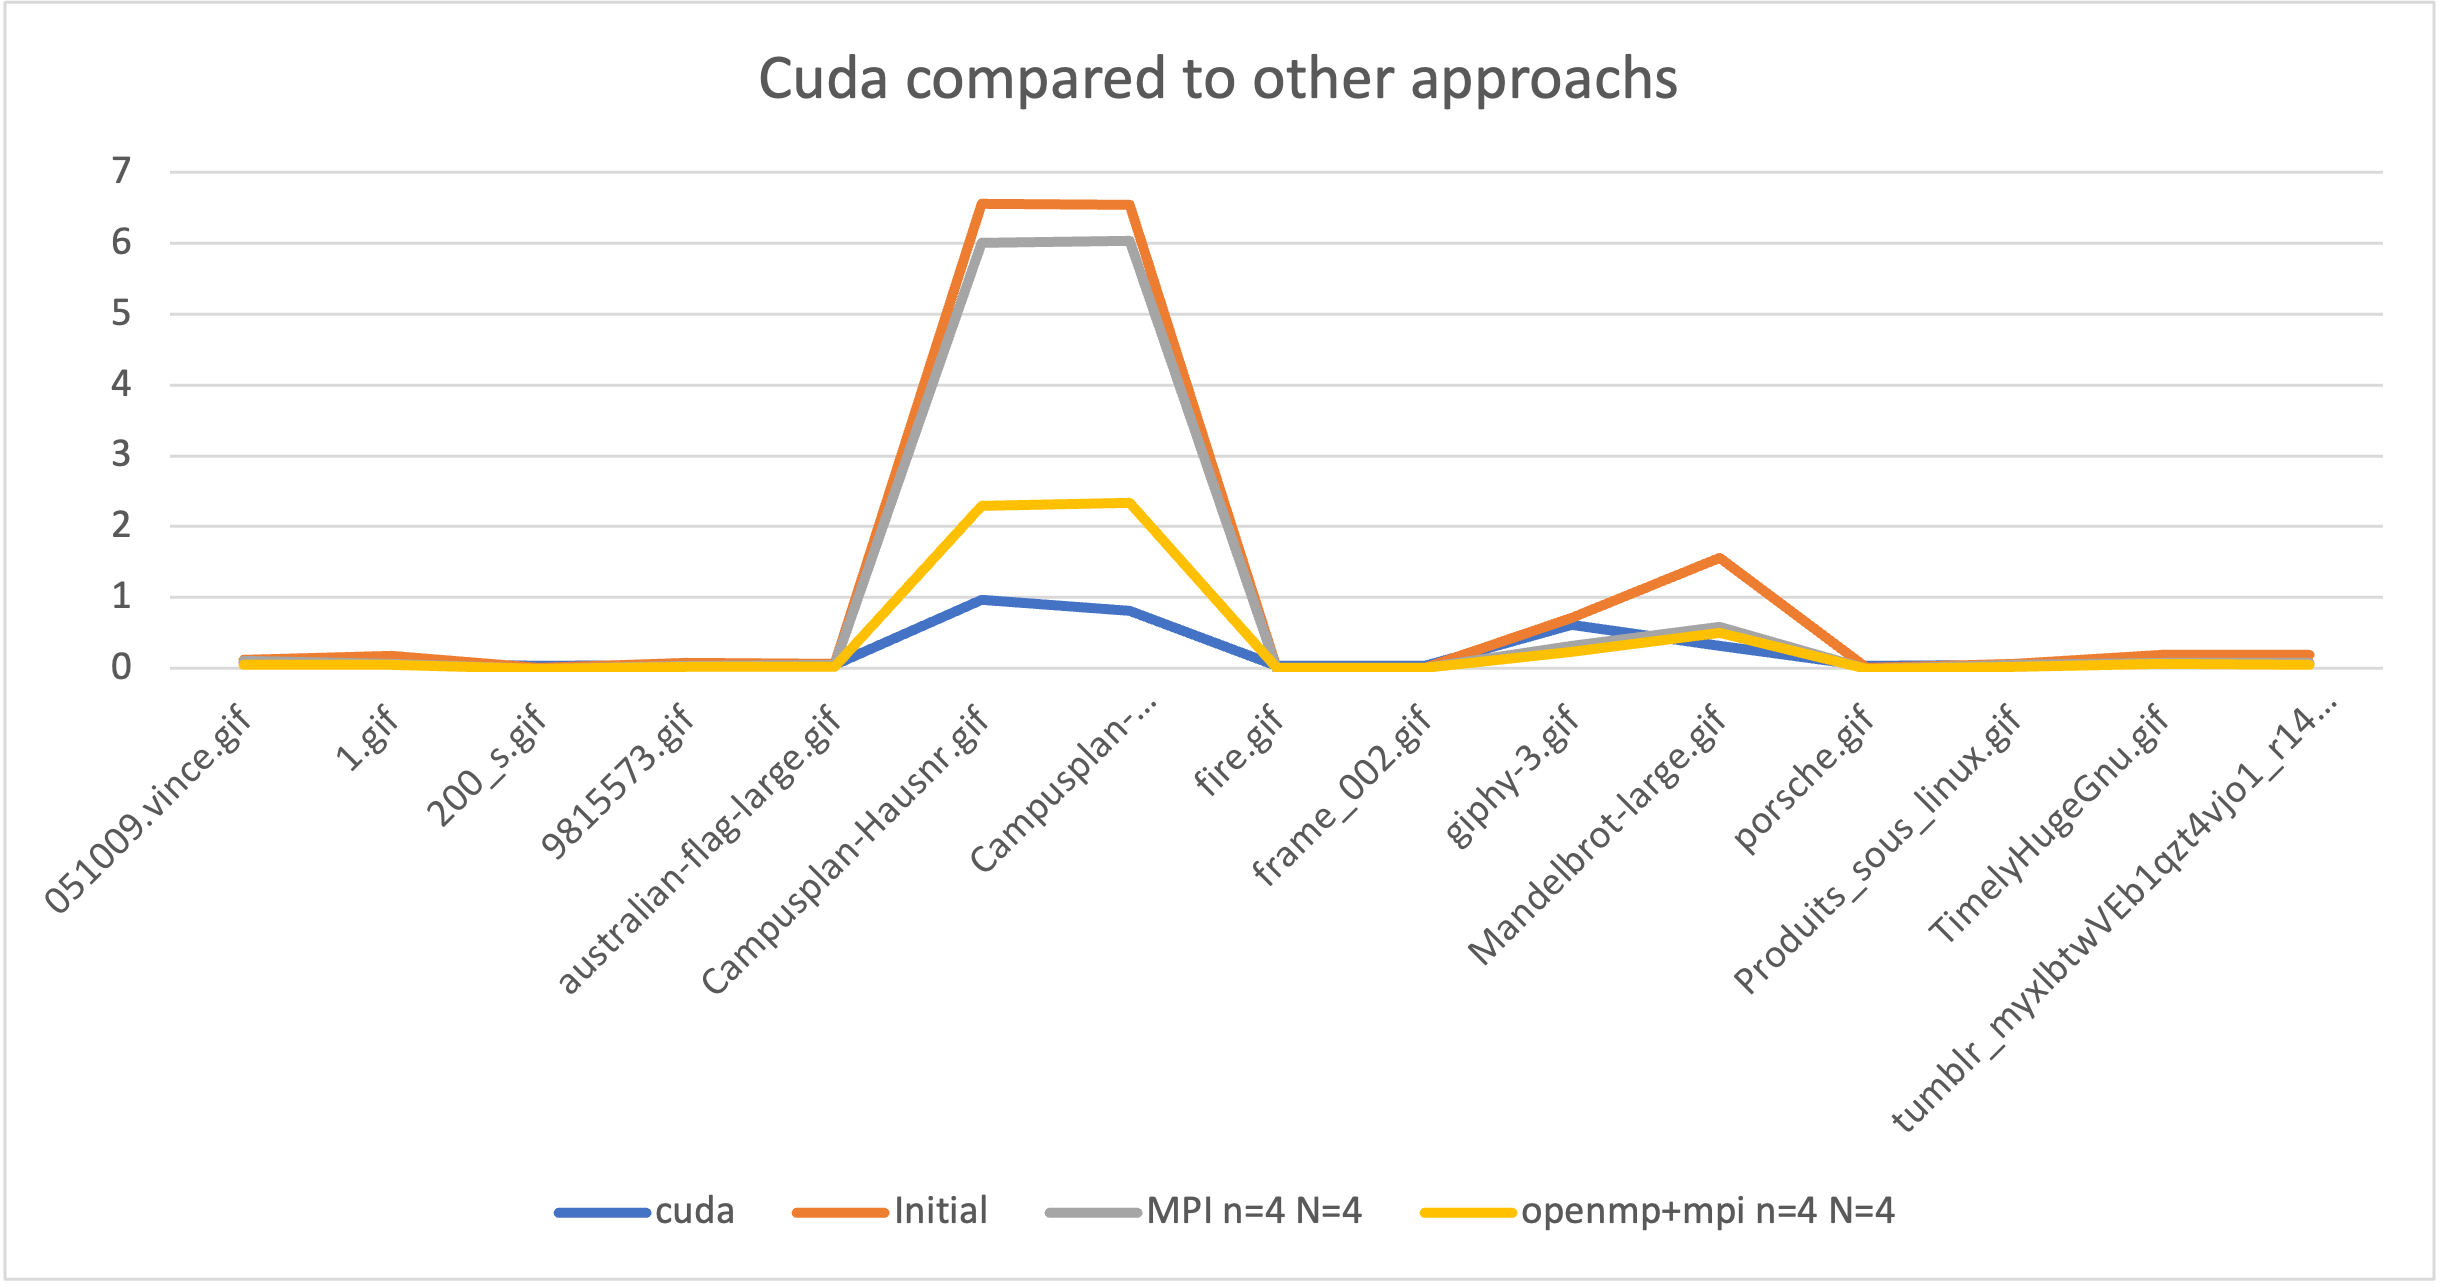 Cuda compared to other approachs
7
6
5
4
3
2
1
0
051009.vince.gif
1.gif
200_s.gif
9815573.gif
australian-flag-large.gif
Campusplan-Hausnr.gif
Campusplan-...
fire.gif
frame_002.gif
giphy-3.gif
Mandelbrot-large.gif
porsche.gif
Produits_sous_linux.gif
TimelyHugeGnu.gif
tumblr_myxlbtwVEb1qzt4vjo1_r14...
cuda
Initial
MPI n=4 N=4
openmp+mpi n=4 N=4